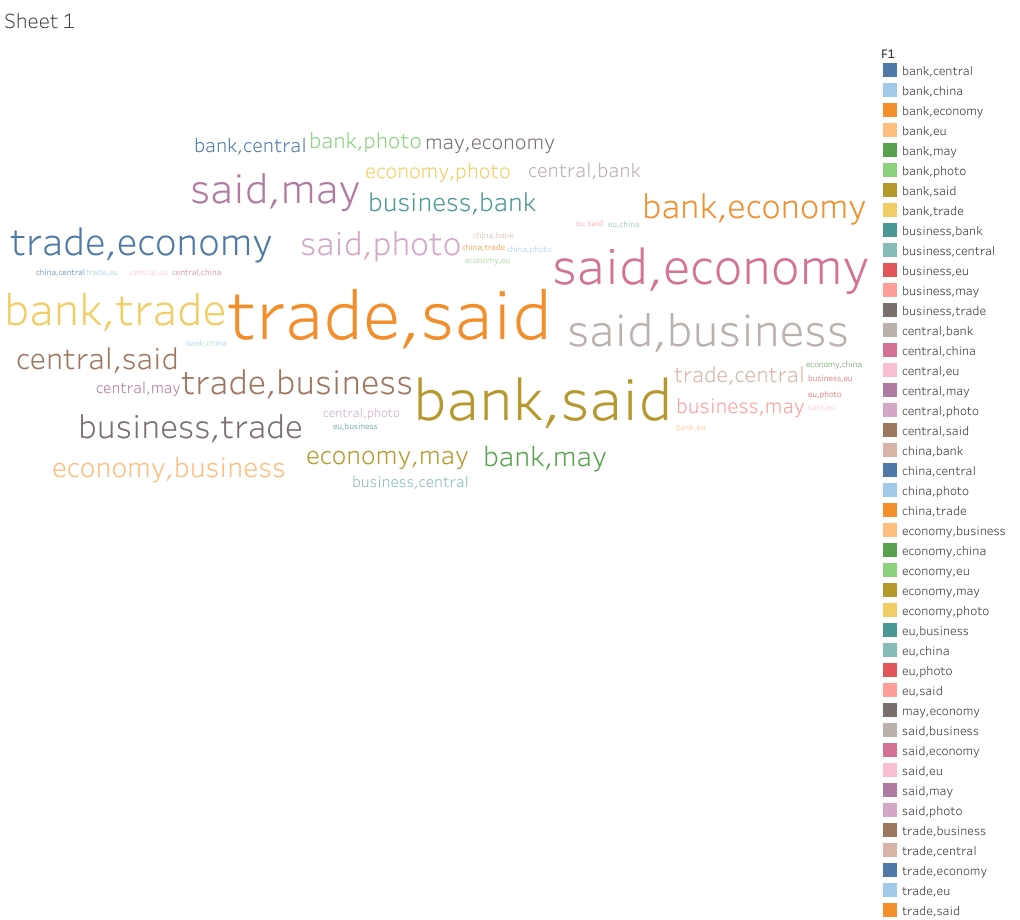 Sheet 1
F1
bank,central bank,photo may,economy
economy,photo central,bank
said,may business,bank bank,economy
eu,said eu,china
trade,economy said,photo china,bank
china,trade china,photo
economy,eu
china,central trade,eu central,eu central,china said,economy
bank,trade trade,said said,business
bank,china
central,said trade,business trade,central economy,china
business,eu
central,may bank,said business,may eu,photo
said,eu
business,trade central,photo
eu,business bank,eu
economy,business economy,may bank,may
business,central
bank,central
bank,china
bank,economy
bank,eu
bank,may
bank,photo
bank,said
bank,trade
business,bank
business,central
business,eu
business,may
business,trade
central,bank
central,china
central,eu
central,may
central,photo
central,said
china,bank
china,central
china,photo
china,trade
economy,business
economy,china
economy,eu
economy,may
economy,photo
eu,business
eu,china
eu,photo
eu,said
may,economy
said,business
said,economy
said,eu
said,may
said,photo
trade,business
trade,central
trade,economy
trade,eu
trade,said